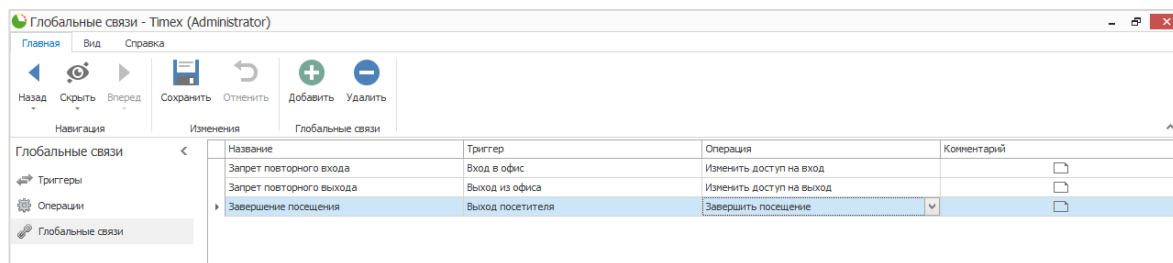 Глобальные связи - Timex (Administrator)
Главная Вид Справка
Назад Скрыть Вперед Сохранить Отменить Добавить Удалить
Навигация Изменения Глобальные связи
Глобальные связи Название Триггер Операция Комментарий
Запрет повторного входа Вход в офис Изменить доступ на вход
Триггеры
Запрет повторного выхода Выход из офиса Изменить доступ на выход
Операции Завершение посещения Выход посетителя Завершить посещение
Глобальные связи